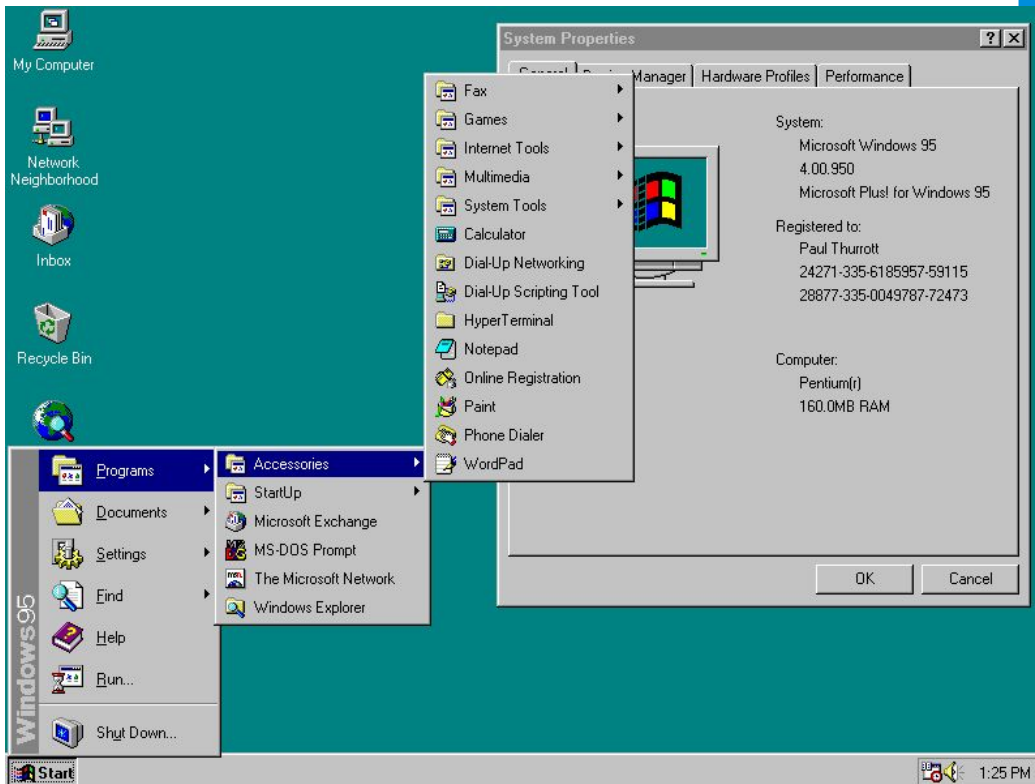 My Computer
Network
Neighborhood
Inbox
Recycle Bin
System Properties
Manager
Hardware Profiles
Performance
System:
Microsoft Windows 95
4.00.950
Microsoft Plus! for Windows 95
Registered to:
Paul Thurrott
24271-335-6185957-59115
28877-335-0049787-72473
Computer:
Pentium(r)
160.0MB RAM
OK
Cancel
Fax
Games
Internet Tools
Multimedia
System Tools
Calculator
Dial-Up Networking
Dial-Up Scripting Tool
HyperTerminal
Notepad
Online Registration
Paint
Phone Dialer
WordPad
Accessories
StartUp
Microsoft Exchange
MS-DOS Prompt
The Microsoft Network
Windows Explorer
Programs
Documents
Settings
Find
Help
Run...
Shut Down...
Windows95
Start
1:25 PM